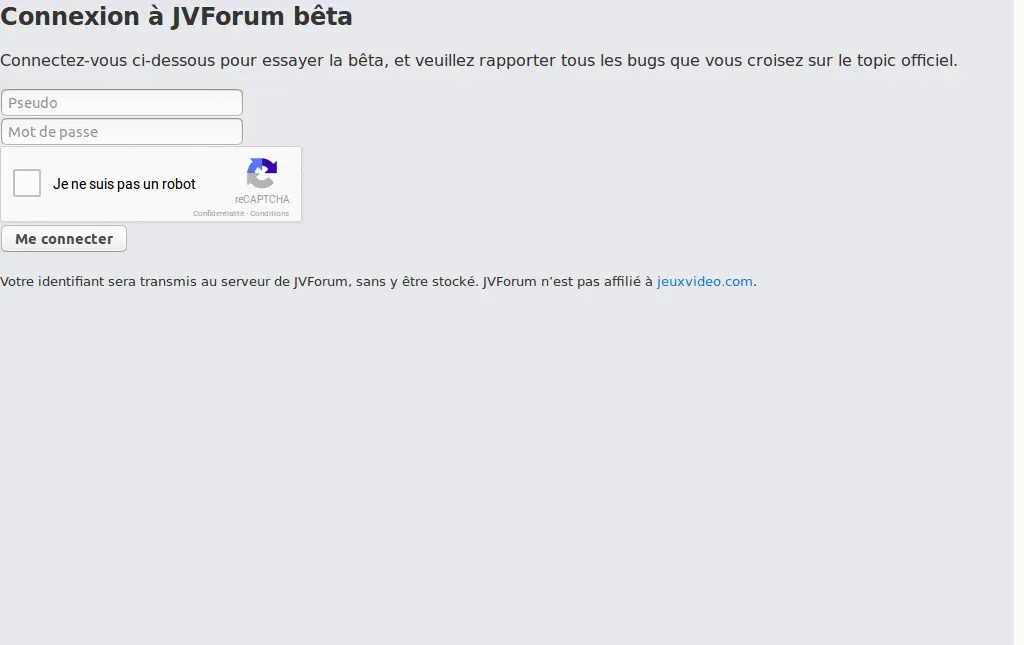 Connexion à JVForum bêta
Connectez-vous ci-dessous pour essayer la bêta, et veuillez rapporter tous les bugs que vous croisez sur le topic officiel.
Pseudo
Mot de passe
Je ne suis pas un robot
reCAPTCHA
Confidentialité - Conditions
Me connecter
Votre identifiant sera transmis au serveur de JVForum, sans y être stocké. JVForum n’est pas affilié à jeuxvideo.com.